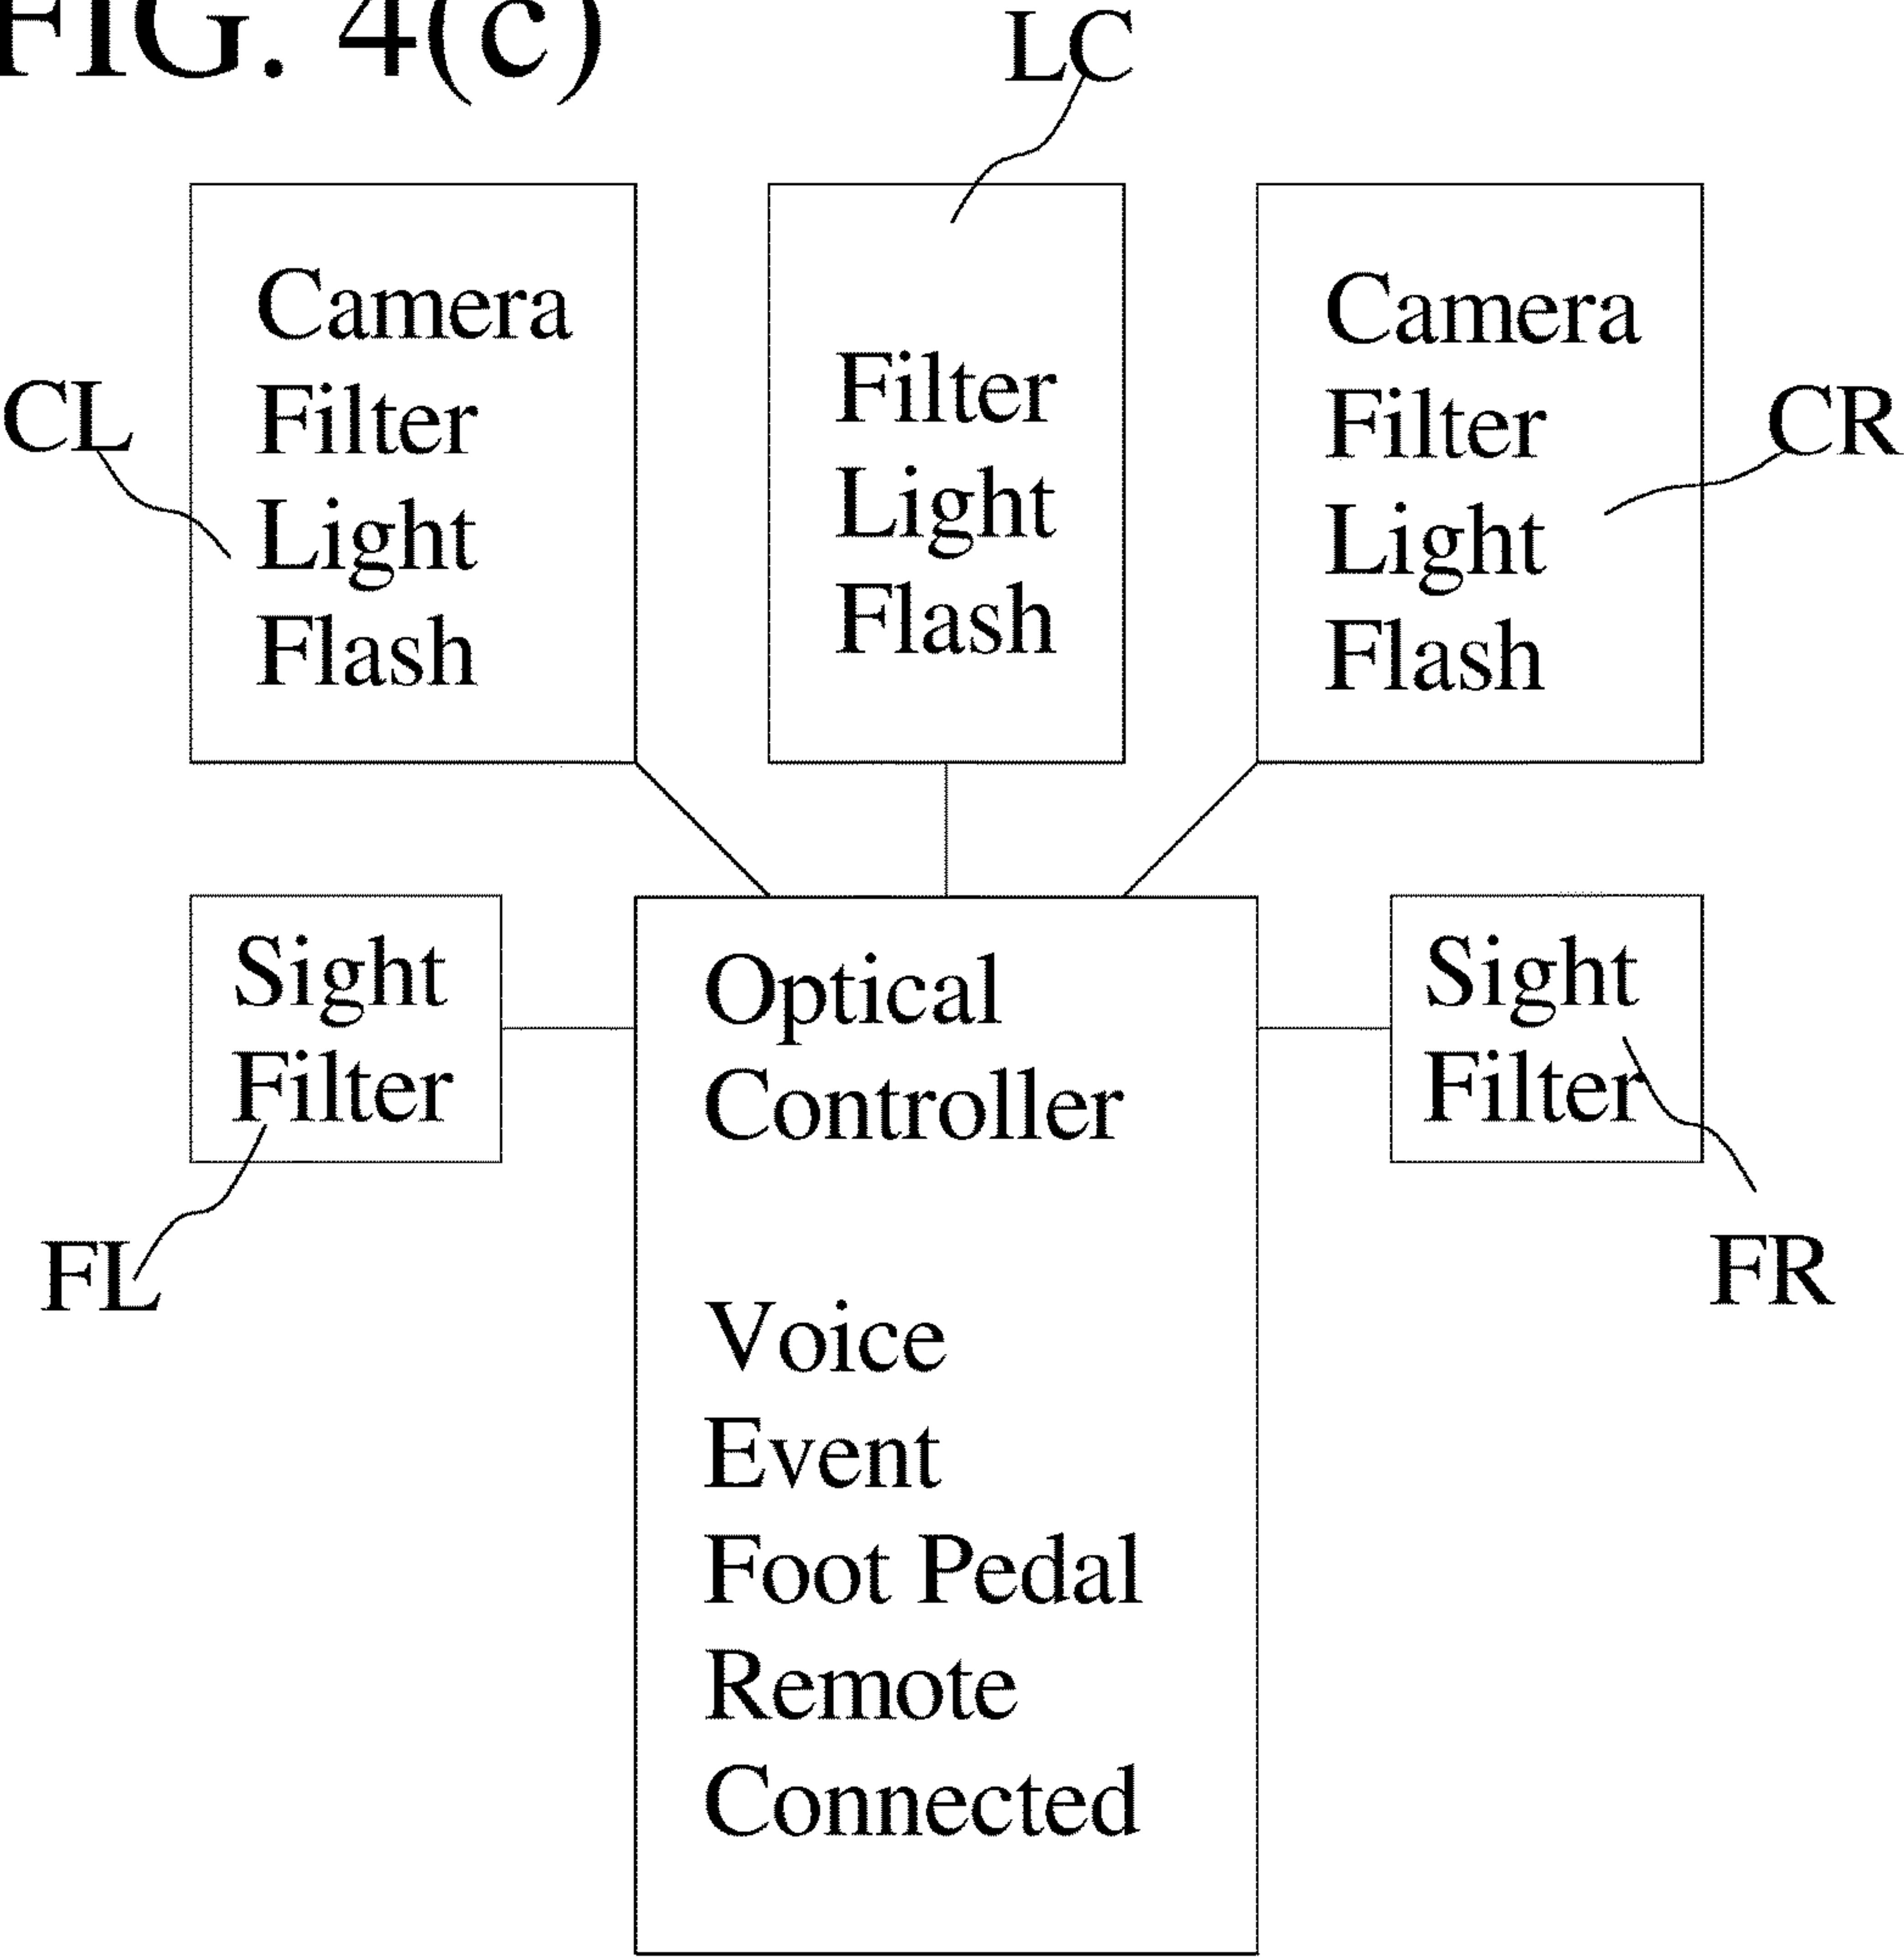 FIG. 4(c)
LC
Camera
Filter
Light
Flash
CL
Filter
Light
Flash
Camera
Filter
Light
Flash
CR
Sight
Filter
FL
Optical
Controller
Voice
Event
Foot Pedal
Remote
Connected
Sight
Filter
FR